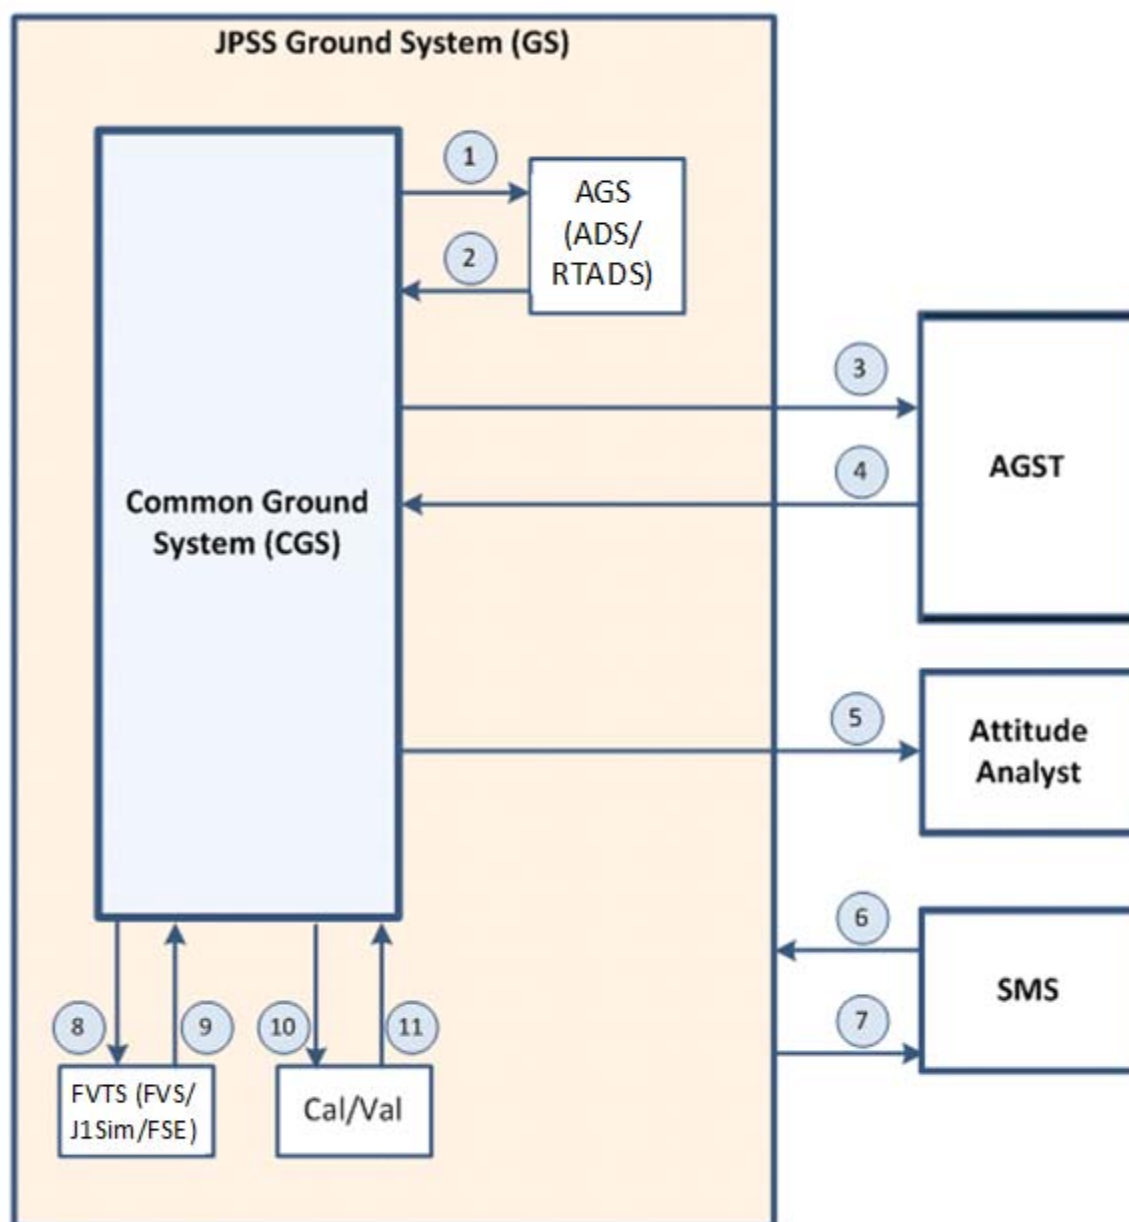 JPSS Ground System (GS)
1
AGS
(ADS/
RTADS)
2
3
AGST
4
Common Ground
System (CGS)
5
Attitude
Analyst
6
SMS
7
8
9
10
11
FVTS (FVS/
J1Sim/FSE)
Cal/Val